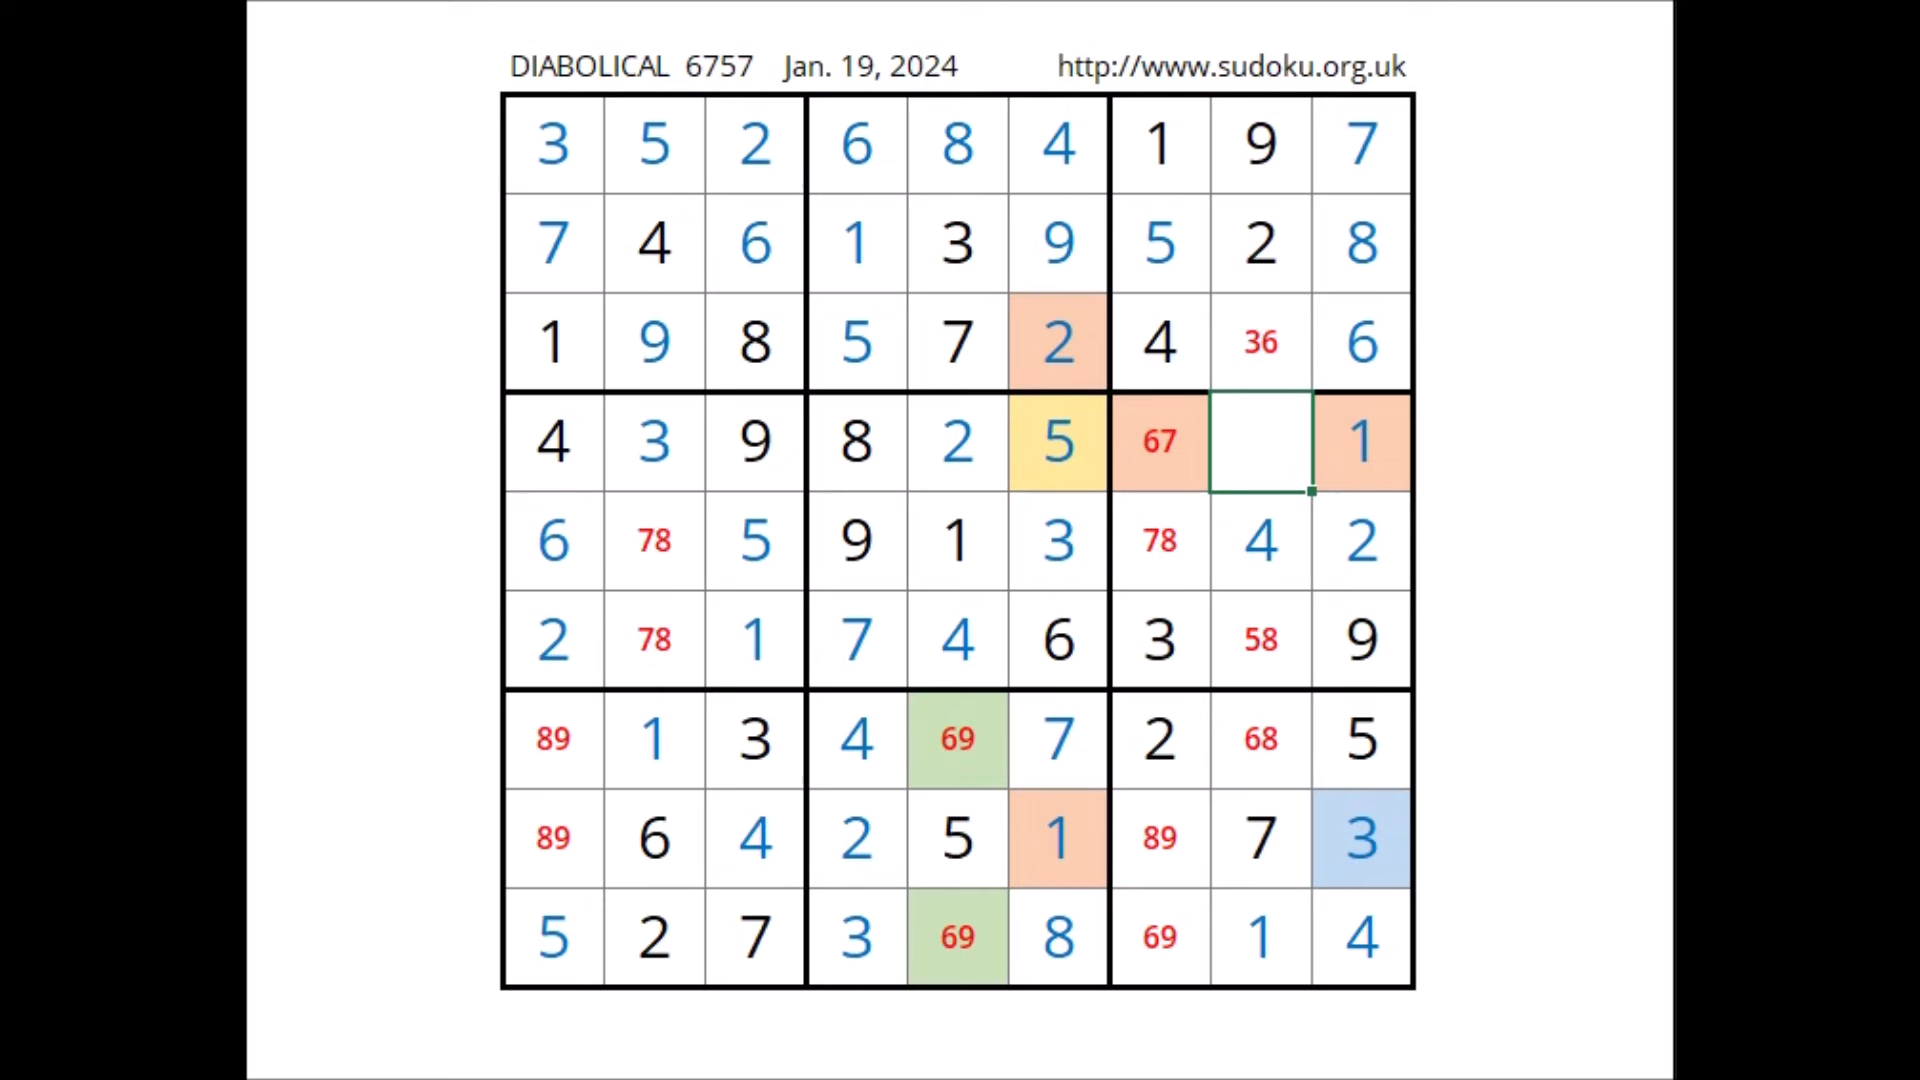 DIABOLICAL 6757 Jan. 19, 2024 http://www.sudoku.org.uk
3 5 2 6 8 4 1 9 7
7 4 6 1 3 9 5 2 8
1 9 8 5 7 2 4 36 6
4 3 9 8 2 5 67 1
6 78 5 9 1 3 78 4 2
2 78 1 7 4 6 3 58 9
89 1 3 4 69 7 2 68 5
89 6 4 2 5 1 89 7 3
5 2 7 3 69 8 69 1 4